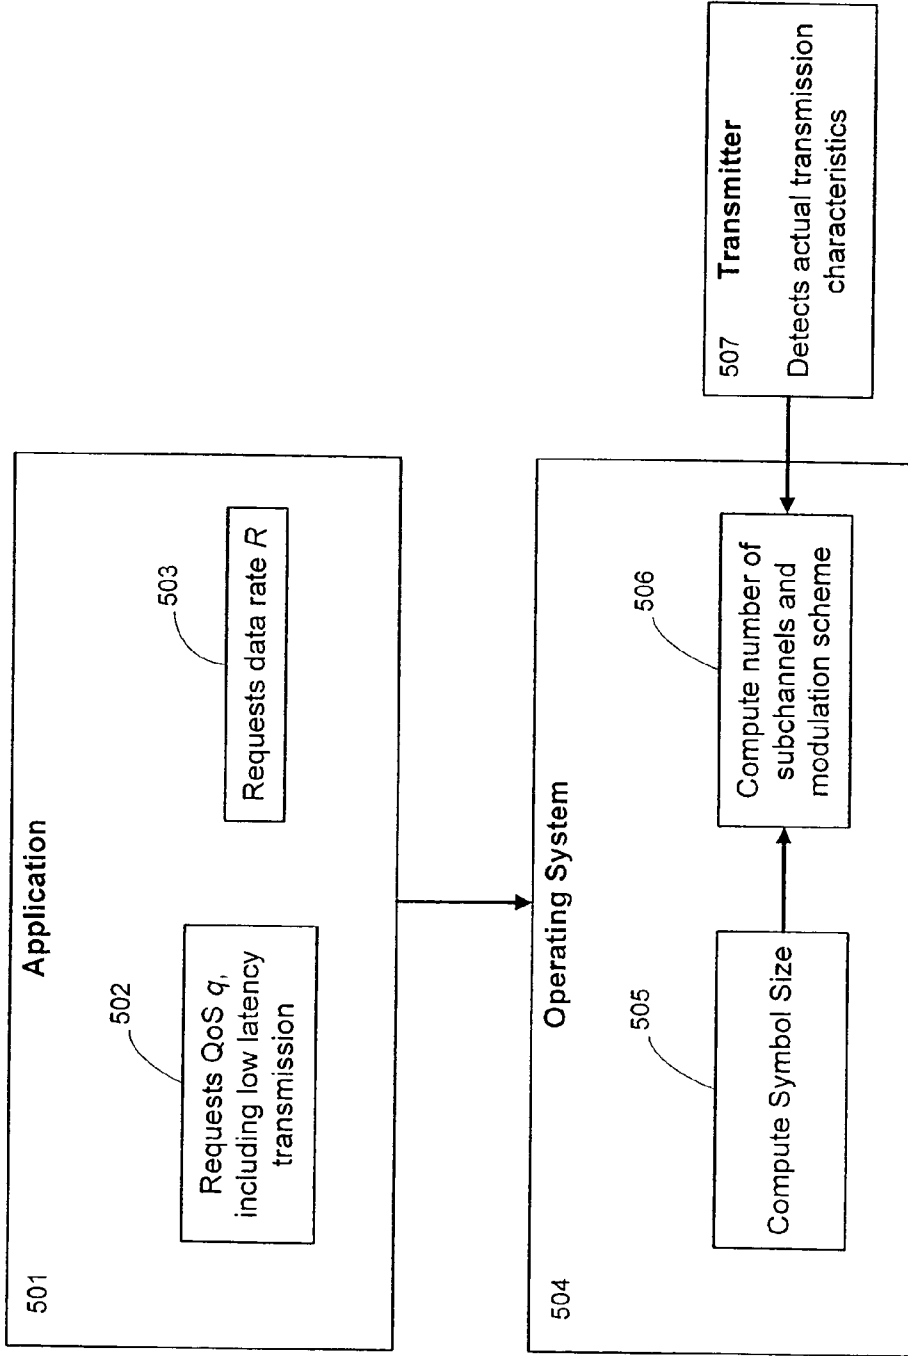 Application
501
502
Requests QoS q,
including low latency
transmission
503
Requests data rate R
Operating System
504
505
Compute Symbol Size
506
Compute number of
subchannels and
modulation scheme
507 Transmitter
Detects actual transmission
characteristics